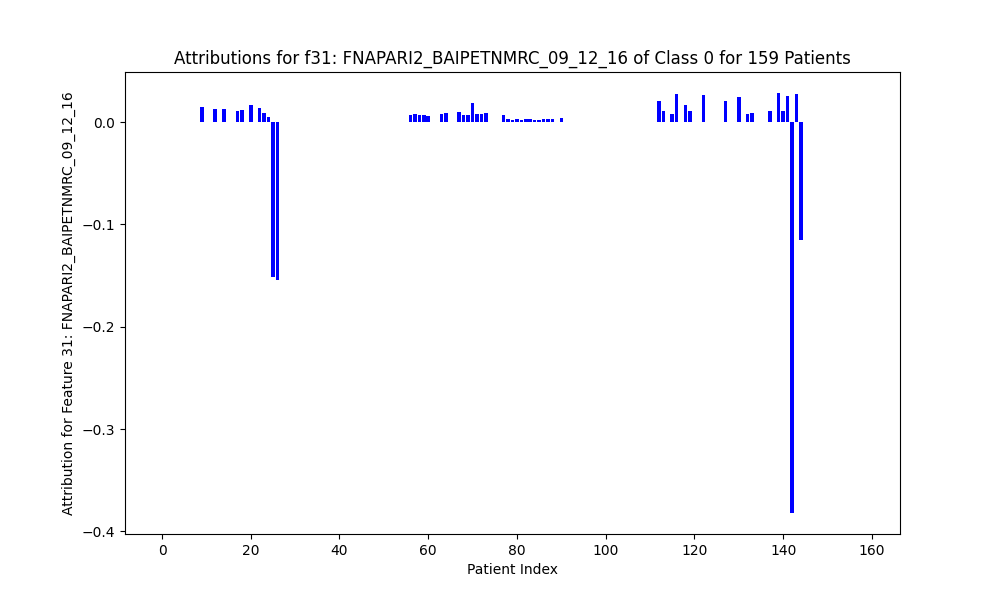 Attributions for f31: FNAPARI2_BAIPETNMRC_09_12_16 of Class 0 for 159 Patients
Attribution for Feature 31: FNAPARI2_BAIPETNMRC_09_12_16
0.0
−0.1
−0.2
−0.3
−0.4
0 20 40 60 80 100 120 140 160
Patient Index